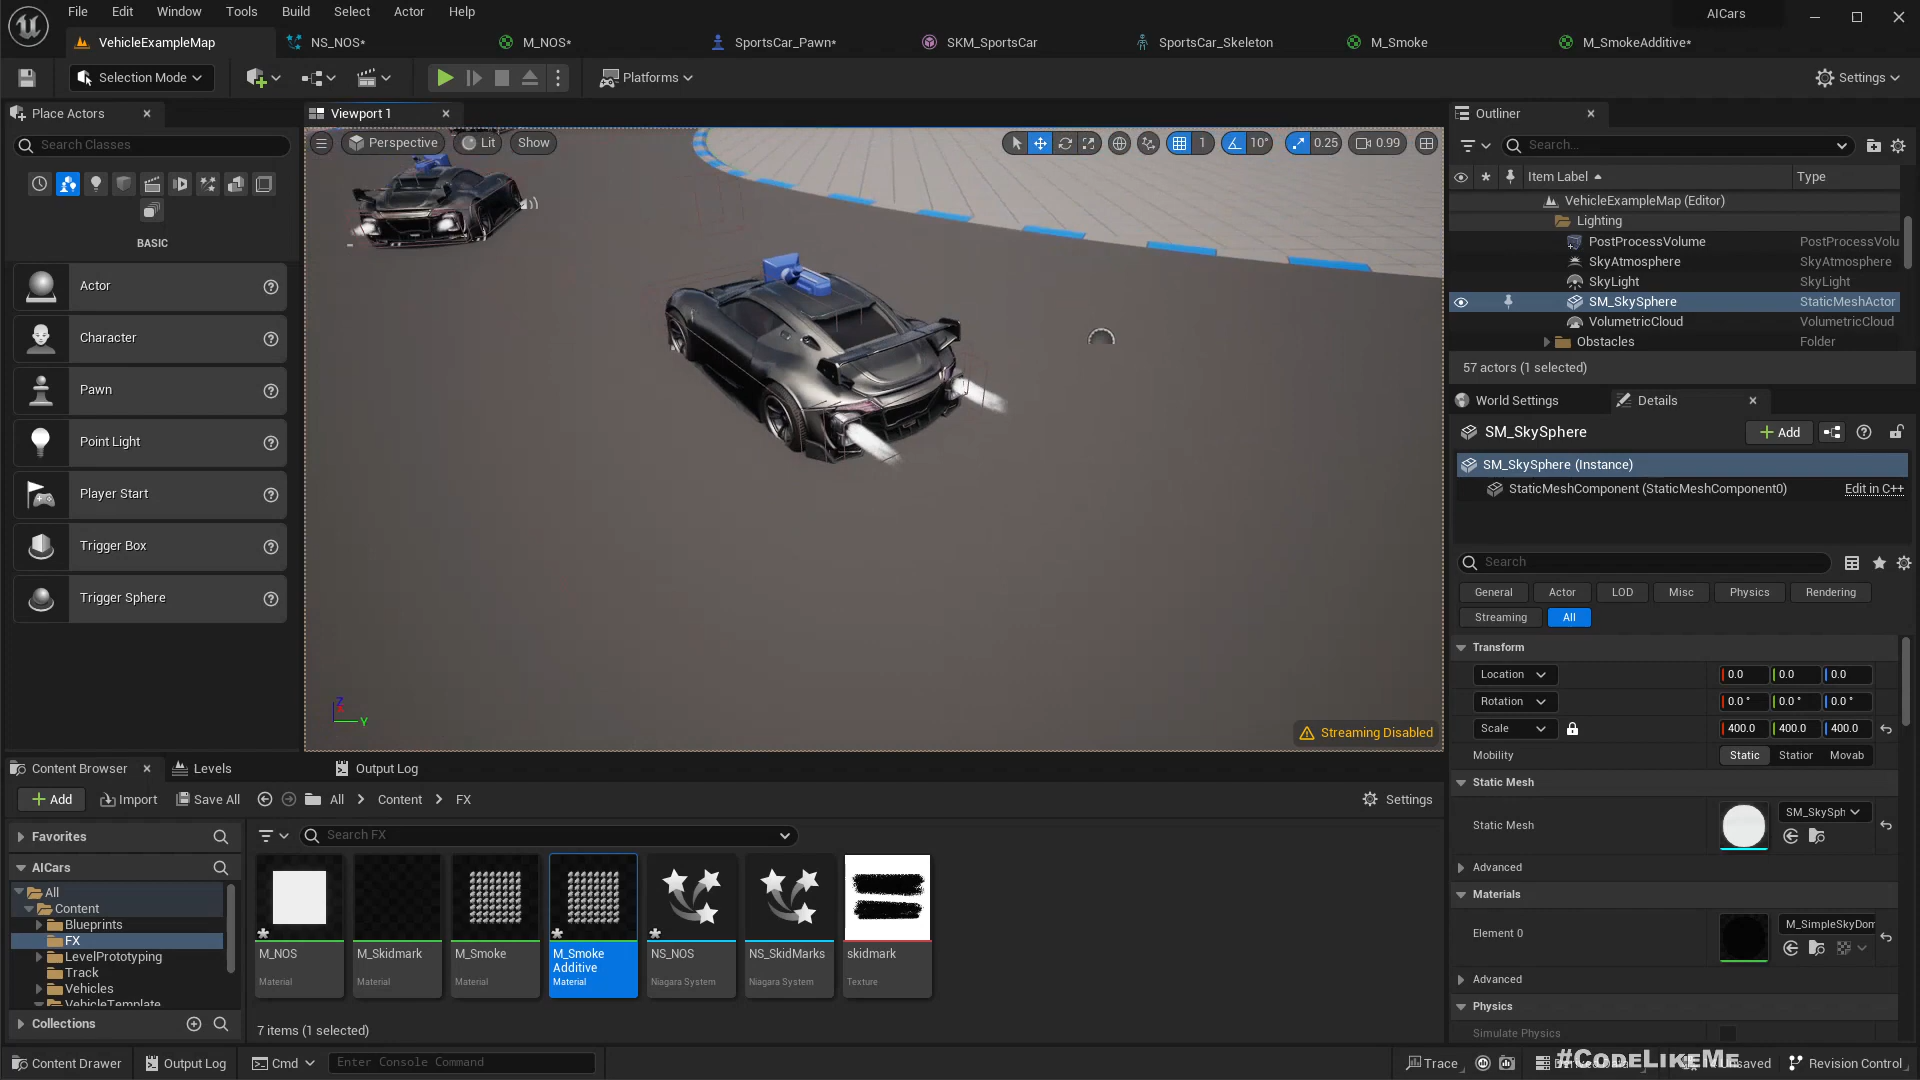 File Edit Window Tools Build Select Actor Help
AICars
VehicleExampleMap NS_NOS* M_NOS* SportsCar_Pawn* SKM_SportsCar SportsCar_Skeleton M_Smoke M_SmokeAdditive*
Selection Mode Platforms Settings
Place Actors
Search Classes
BASIC
Actor
Character
Pawn
Point Light
Player Start
Trigger Box
Trigger Sphere
Viewport 1
Perspective Lit Show 1 10° 0.25 0.99
Z
X
Y
Streaming Disabled
Outliner
Search...
Item Label Type
VehicleExampleMap (Editor)
Lighting
PostProcessVolume PostProcessVolu
SkyAtmosphere SkyAtmosphere
SkyLight SkyLight
SM_SkySphere StaticMeshActor
VolumetricCloud VolumetricCloud
Obstacles Folder
57 actors (1 selected)
World Settings Details
SM_SkySphere Add
SM_SkySphere (Instance)
StaticMeshComponent (StaticMeshComponent0) Edit in C++
Search
General Actor LOD Misc Physics Rendering
Streaming All
Transform
Location 0.0 0.0 0.0
Rotation 0.0 ° 0.0 ° 0.0 °
Scale 400.0 400.0 400.0
Mobility Static Statior Movab
Static Mesh
Static Mesh SM_SkySph
Advanced
Materials
Element 0 M_SimpleSkyDom
Advanced
Physics
Simulate Physics
Content Browser Levels Output Log
Add Import Save All All Content FX Settings
Favorites
AICars
All
Content
Blueprints
FX
LevelPrototyping
Track
Vehicles
VehicleTemplate
Collections
Search FX
M_NOS
Material
M_Skidmark
Material
M_Smoke
Material
M_Smoke
Additive
Material
NS_NOS
Niagara System
NS_SkidMarks
Niagara System
skidmark
Texture
7 items (1 selected)
Content Drawer Output Log Cmd Enter Console Command Trace Unsaved Revision Control
#CodeLikeMe